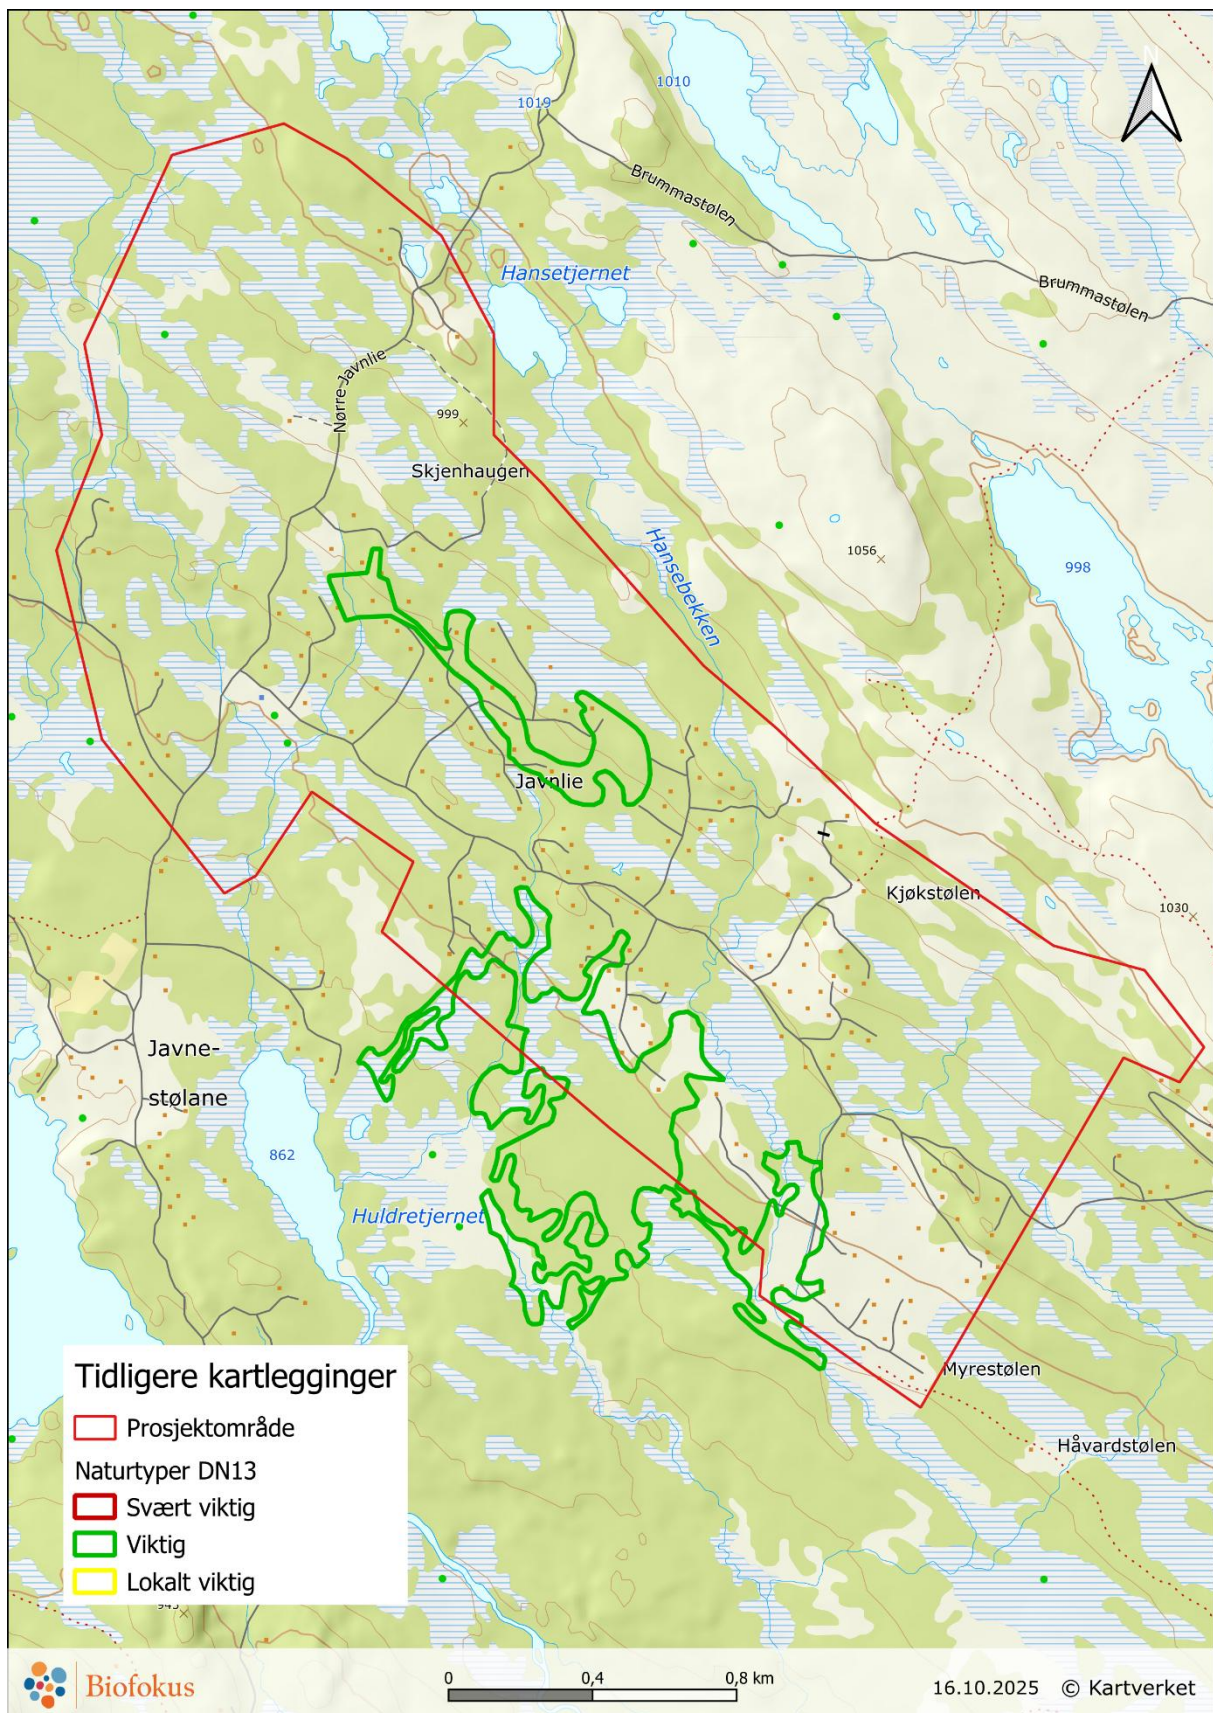 N
1019
1010
Brummastølen
Hansetjernet
Brummastølen
Nørre Javnlie
999
Skjenhaugen
Hansebekken
1056
998
Javnlie
Kjøkstølen
1030
Javne-
stølane
862
Huldretjernet
Myrestølen
Håvardstølen
Tidligere kartlegginger
Prosjektområde
Naturtyper DN13
Svært viktig
Viktig
Lokalt viktig
Biofokus
0 0,4 0,8 km
16.10.2025 © Kartverket